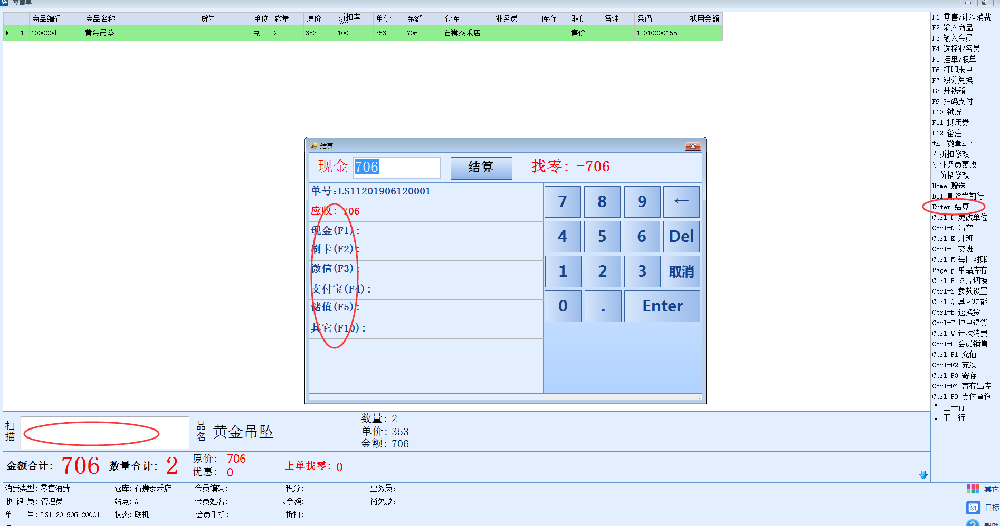 零售单
商品编码 商品名称 货号 单位 数量 原价 折扣率(%) 单价 金额 仓库 业务员 库存 取价 备注 条码 抵用金额
1 1000004 黄金吊坠 克 2 353 100 353 706 石狮泰禾店 售价 12010000155
结算
现金 706 结算 找零: -706
单号:LS11201906120001
应收: 706
现金(F1):
刷卡(F2):
微信(F3):
支付宝(F4):
储值(F5):
其它(F10):
7 8 9 ←
4 5 6 Del
1 2 3 取消
0 . Enter
F1 零售/计次消费
F2 输入商品
F3 输入会员
F4 选择业务员
F5 挂单/取单
F6 打印末单
F7 积分兑换
F8 开钱箱
F9 扫码支付
F10 锁屏
F11 抵用券
F12 备注
*n 数量n个
/ 折扣修改
\ 业务员更改
= 价格修改
Home 赠送
Del 删除当前行
Enter 结算
Ctrl+D 更改单位
Ctrl+N 清空
Ctrl+K 开班
Ctrl+J 交班
Ctrl+M 每日对账
PageUp 单品库存
Ctrl+P 图片切换
Ctrl+S 参数设置
Ctrl+Q 其它功能
Ctrl+B 退换货
Ctrl+T 原单退货
Ctrl+W 计次消费
Ctrl+H 会员销售
Ctrl+F1 充值
Ctrl+F2 充次
Ctrl+F3 寄存
Ctrl+F4 寄存出库
Ctrl+F9 支付查询
↑ 上一行
↓ 下一行
扫描 品名 黄金吊坠
数量: 2
单价: 353
金额: 706
金额合计: 706 数量合计: 2
原价: 706
优惠: 0
上单找零: 0
消费类型: 零售消费 仓库: 石狮泰禾店 会员编码: 积分: 业务员:
收 银 员: 管理员 站点: A 会员姓名: 卡余额: 尚欠款:
单 号: LS11201906120001 状态: 联机 会员手机: 折扣:
其它
31 目标
? 帮助